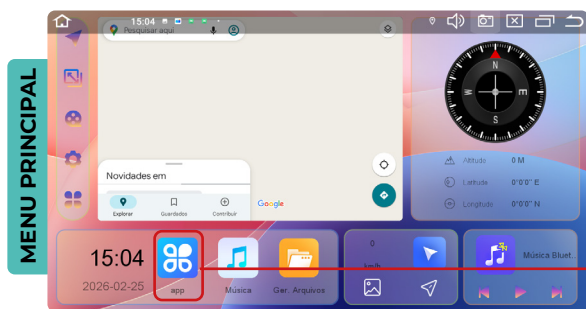 MENU PRINCIPAL
15:04
Pesquisar aqui
N
W
E
S
Altitude 0 M
Latitude 0°0'0" E
Longitude 0°0'0" N
Novidades em
Explorar
Guardados
Contribuir
Google
15:04
2026-02-25
app
Música
Ger. Arquivos
0
km/h
Música Bluet...